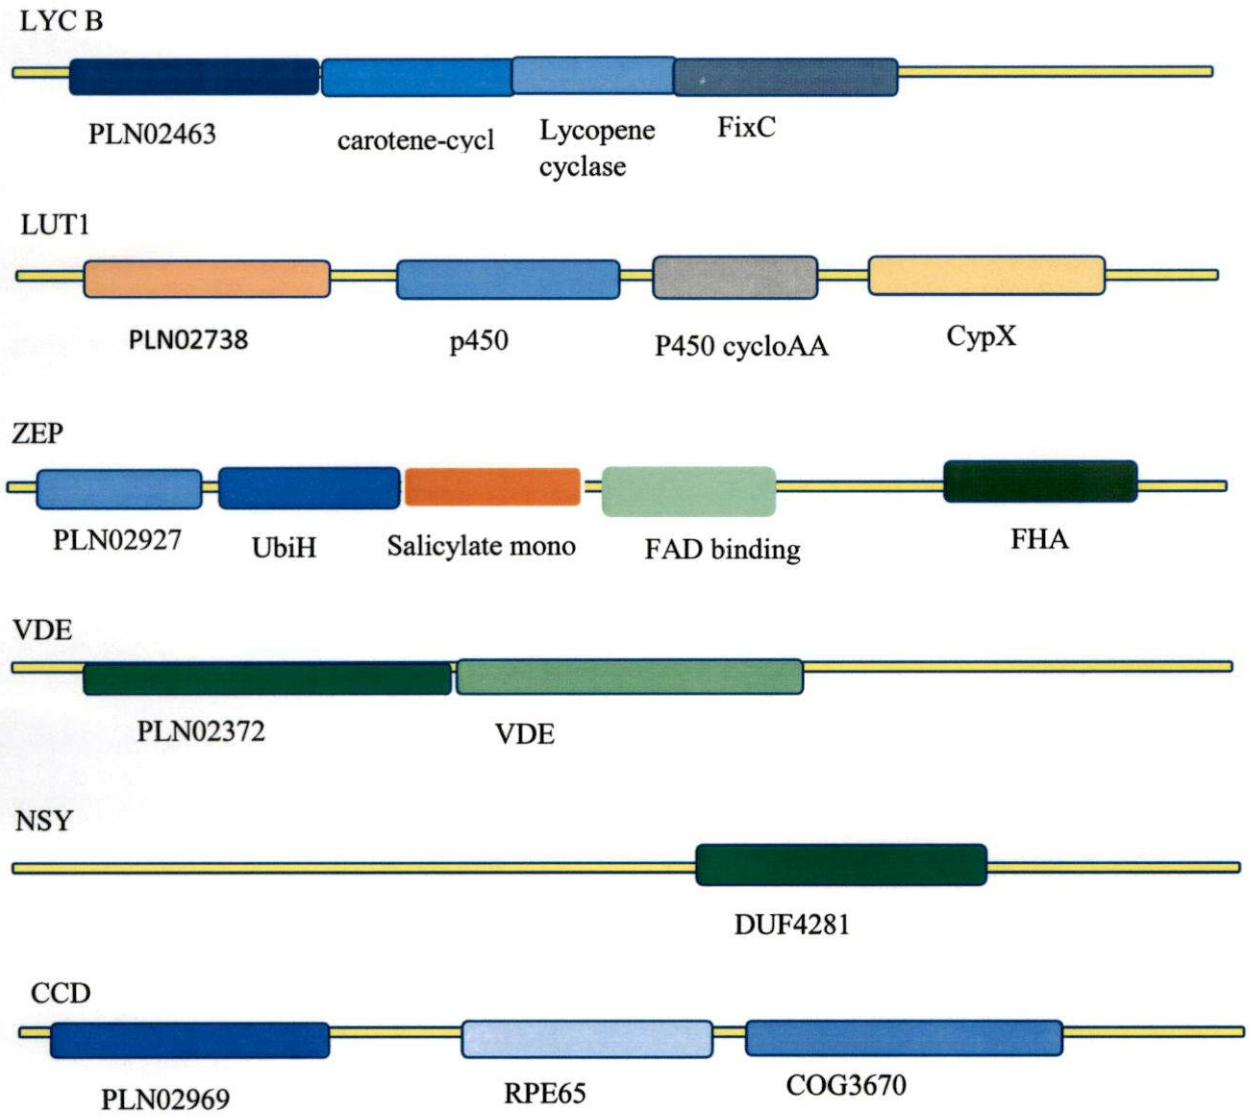 LYC B
PLN02463
carotene-cycl
Lycopene
cyclase
FixC
LUT1
PLN02738
p450
P450 cycloAA
CypX
ZEP
PLN02927
UbiH
Salicylate mono
FAD binding
FHA
VDE
PLN02372
VDE
NSY
DUF4281
CCD
PLN02969
RPE65
COG3670